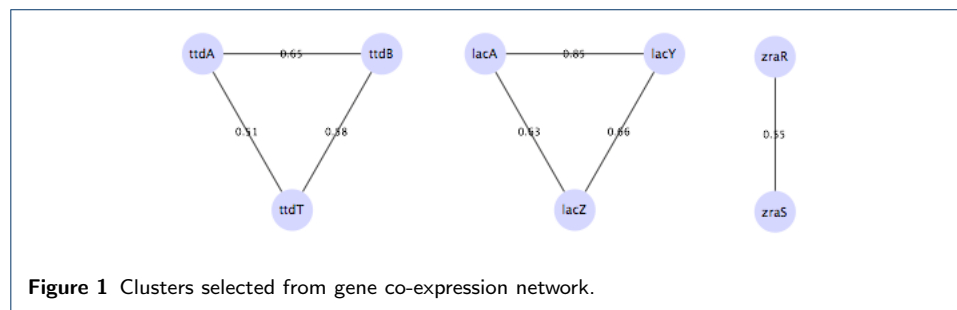 ttdA 0.65 ttdB lacA 0.85 lacY zraR
0.51 0.58 0.63 0.66 0.55
ttdT lacZ zraS
Figure 1 Clusters selected from gene co-expression network.